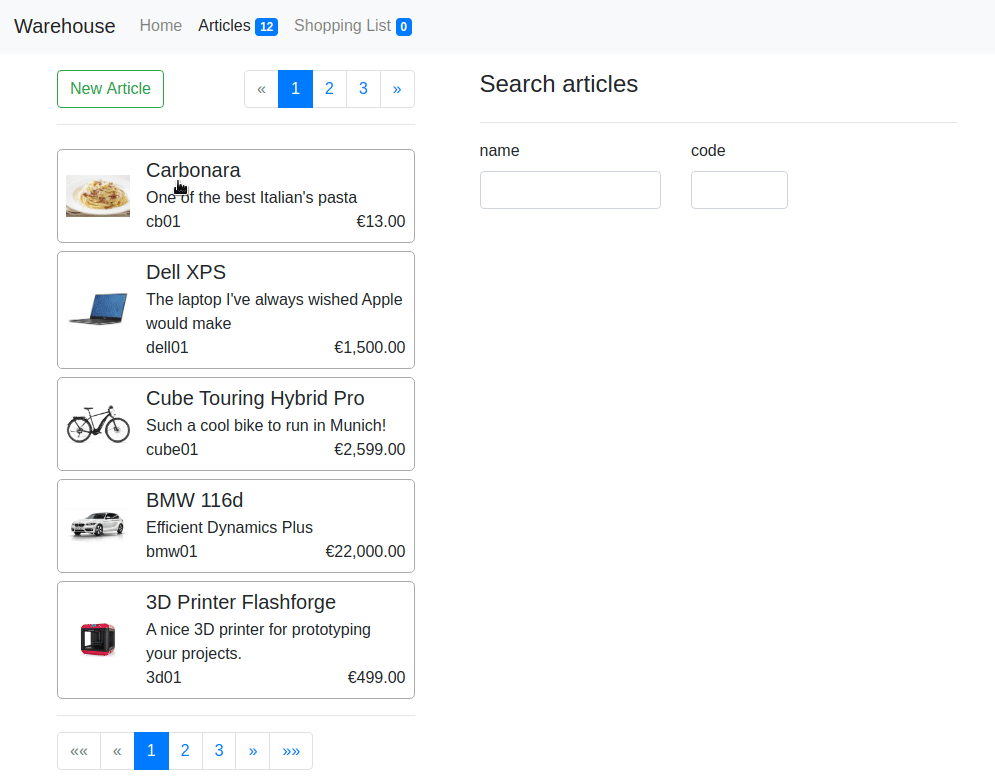 Warehouse Home Articles 12 Shopping List 0
New Article « 1 2 3 »
Carbonara
One of the best Italian's pasta
cb01 €13.00
Dell XPS
The laptop I've always wished Apple
would make
dell01 €1,500.00
Cube Touring Hybrid Pro
Such a cool bike to run in Munich!
cube01 €2,599.00
BMW 116d
Efficient Dynamics Plus
bmw01 €22,000.00
3D Printer Flashforge
A nice 3D printer for prototyping
your projects.
3d01 €499.00
«« « 1 2 3 » »»
Search articles
name code